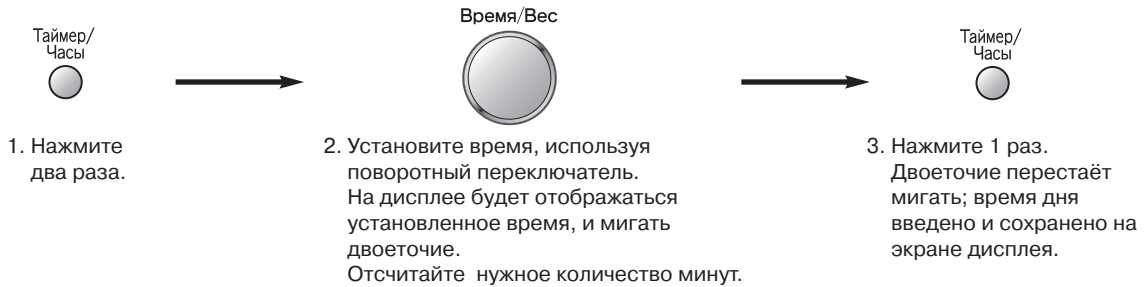 Таймер/
Часы
1. Нажмите
два раза.
Время/Вес
2. Установите время, используя
поворотный переключатель.
На дисплее будет отображаться
установленное время, и мигать
двоеточие.
Отсчитайте нужное количество минут.
Таймер/
Часы
3. Нажмите 1 раз.
Двоеточие перестаёт
мигать; время дня
введено и сохранено на
экране дисплея.